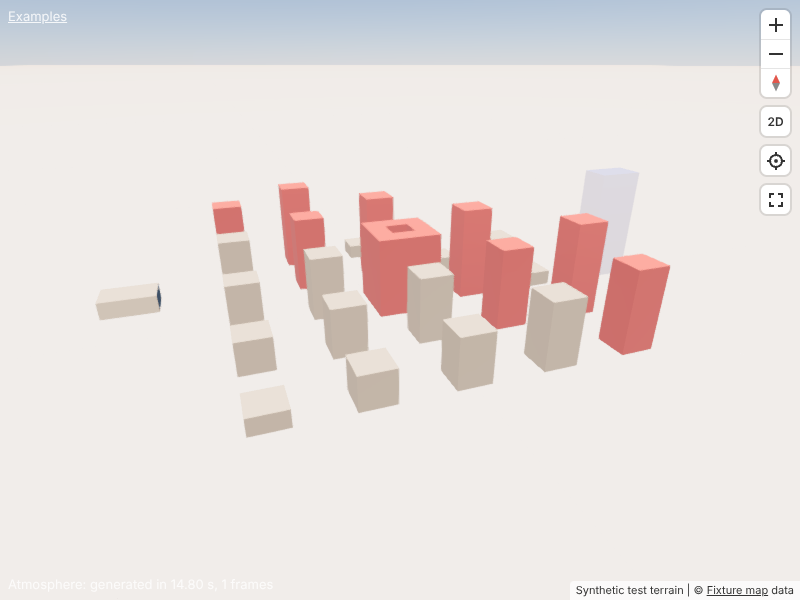 Examples
2D
Atmosphere: generated in 14.80 s, 1 frames
Synthetic test terrain | © Fixture map data